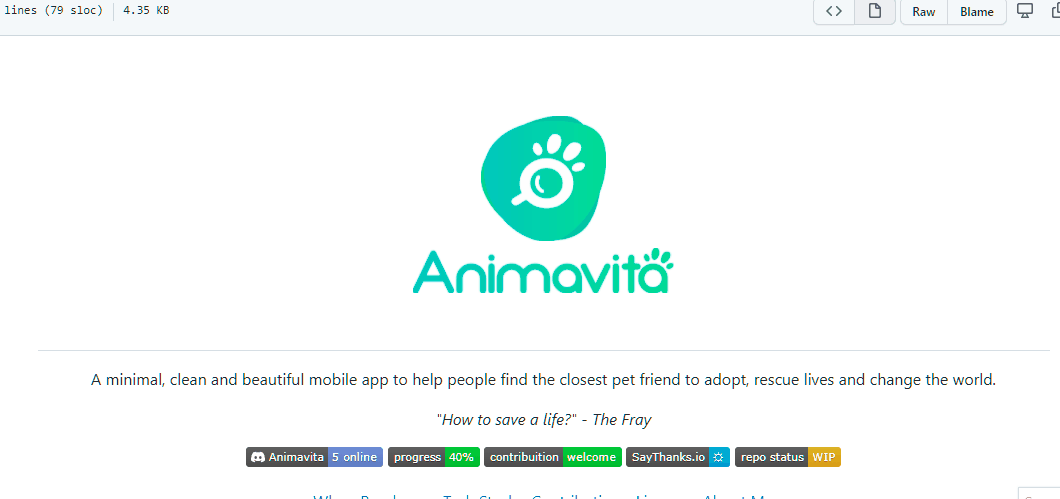 lines (79 sloc) 4.35 KB Raw Blame
Animavita
A minimal, clean and beautiful mobile app to help people find the closest pet friend to adopt, rescue lives and change the world.
"How to save a life?" - The Fray
Animavita 5 online progress 40% contribuition welcome SayThanks.io repo status WIP